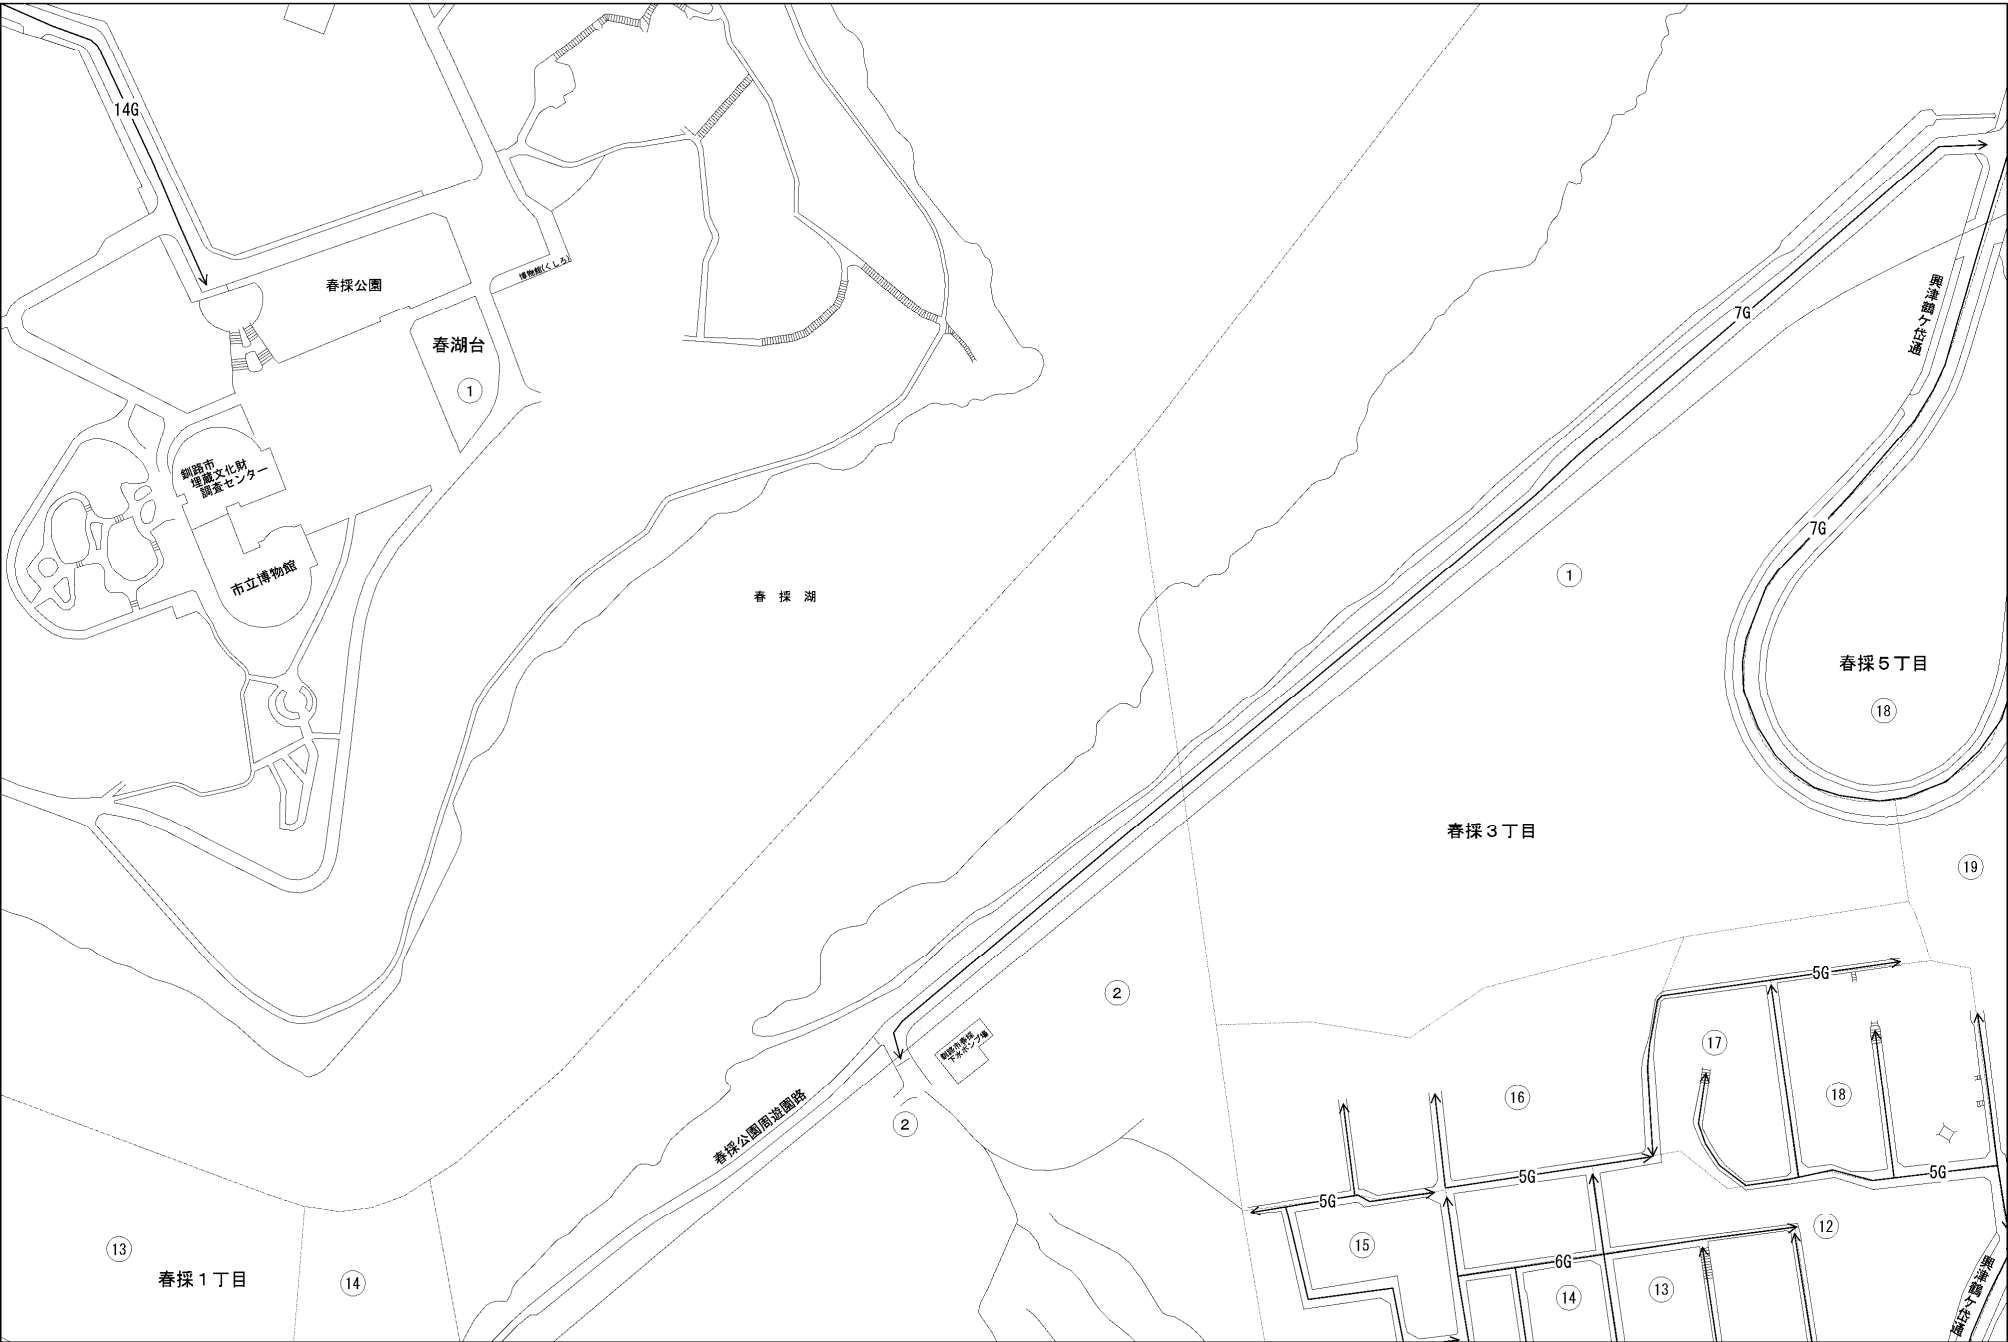 14G
春採公園
博物館(くしろ)
春湖台
1
釧路市
埋蔵文化財
調査センター
市立博物館
春採湖
7G
興津鶴ケ岱通
7G
1
春採5丁目
18
春採3丁目
19
2
釧路市春採
下水ポンプ場
春採公園周遊園路
2
5G
17
18
16
5G
5G
5G
12
15
6G
14
13
興津鶴ケ岱通
13
春採1丁目
14